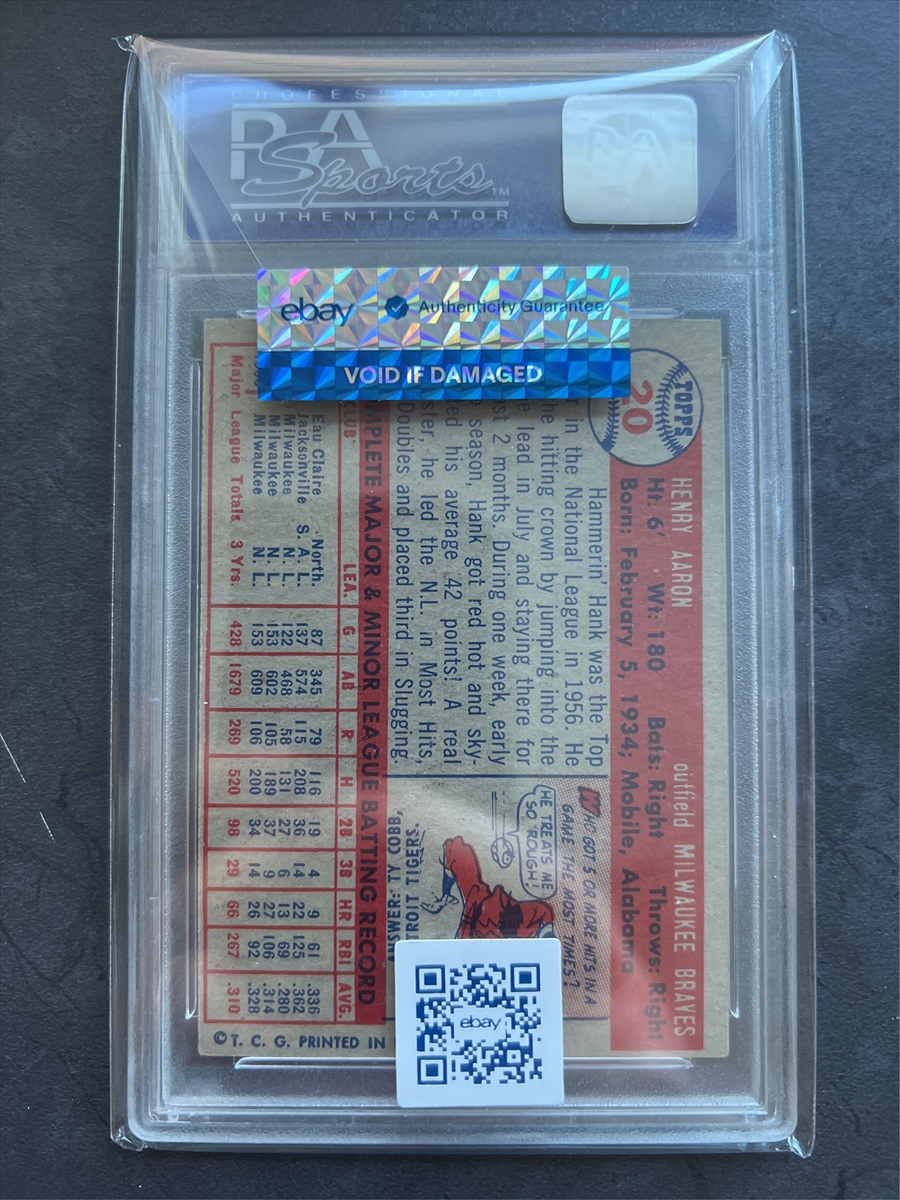 PROFESSIONAL
PSA
Sports™
AUTHENTICATOR
PSA
ebay Authenticity Guarantee
VOID IF DAMAGED
TOPPS
20
HENRY AARON outfield MILWAUKEE BRAVES
Ht: 6' Wt: 180 Bats: Right Throws: Right
Born: February 5, 1934; Mobile, Alabama
Hammerin' Hank was the Top
in the National League in 1956. He
the hitting crown by jumping into the
lead in July and staying there for
2 months. During one week, early
season, Hank got red hot and sky-
his average 42 points! A real
he led the N.L. in Most Hits
Doubles and placed third in Slugging.
WHO GOT 5 OR MORE HITS IN A
GAME THE MOST TIMES?
HE TREATS ME
SO ROUGH!
ANSWER: TY COBB,
TROIT TIGERS.
MPLETE MAJOR & MINOR LEAGUE BATTING RECORD
CLUB LEA. G AB R H 2B 3B HR RBI AVG.
Eau Claire North. 87 345 79 116 19 4 9 61 .336
Jacksonville S. A. L. 137 574 115 208 36 14 22 125 .362
Milwaukee N. L. 122 468 58 131 27 6 13 69 .280
Milwaukee N. L. 153 602 105 189 37 9 27 106 .314
Milwaukee N. L. 153 609 106 200 34 14 26 92 .328
Major League Totals 3 Yrs. 428 1679 269 520 98 29 66 267 .310
© T. C. G. PRINTED IN
ebay